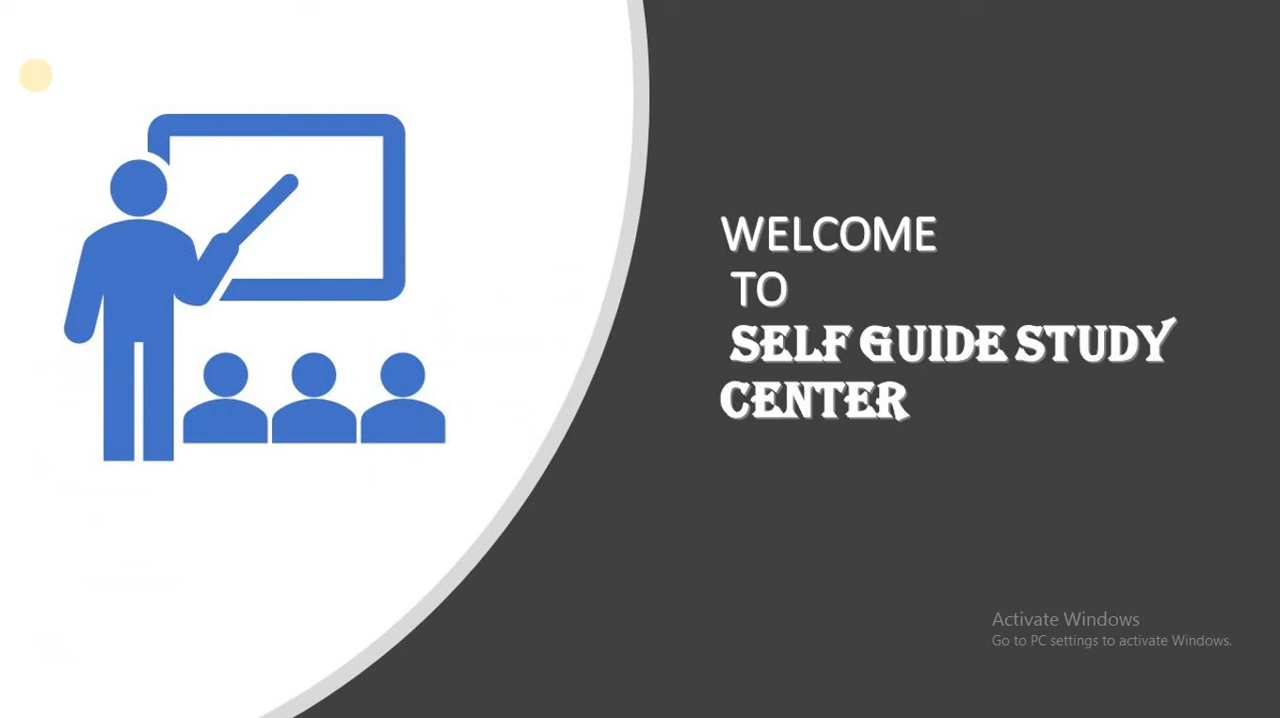 WELCOME
TO
SELF GUIDE STUDY
CENTER
Activate Windows
Go to PC settings to activate Windows.